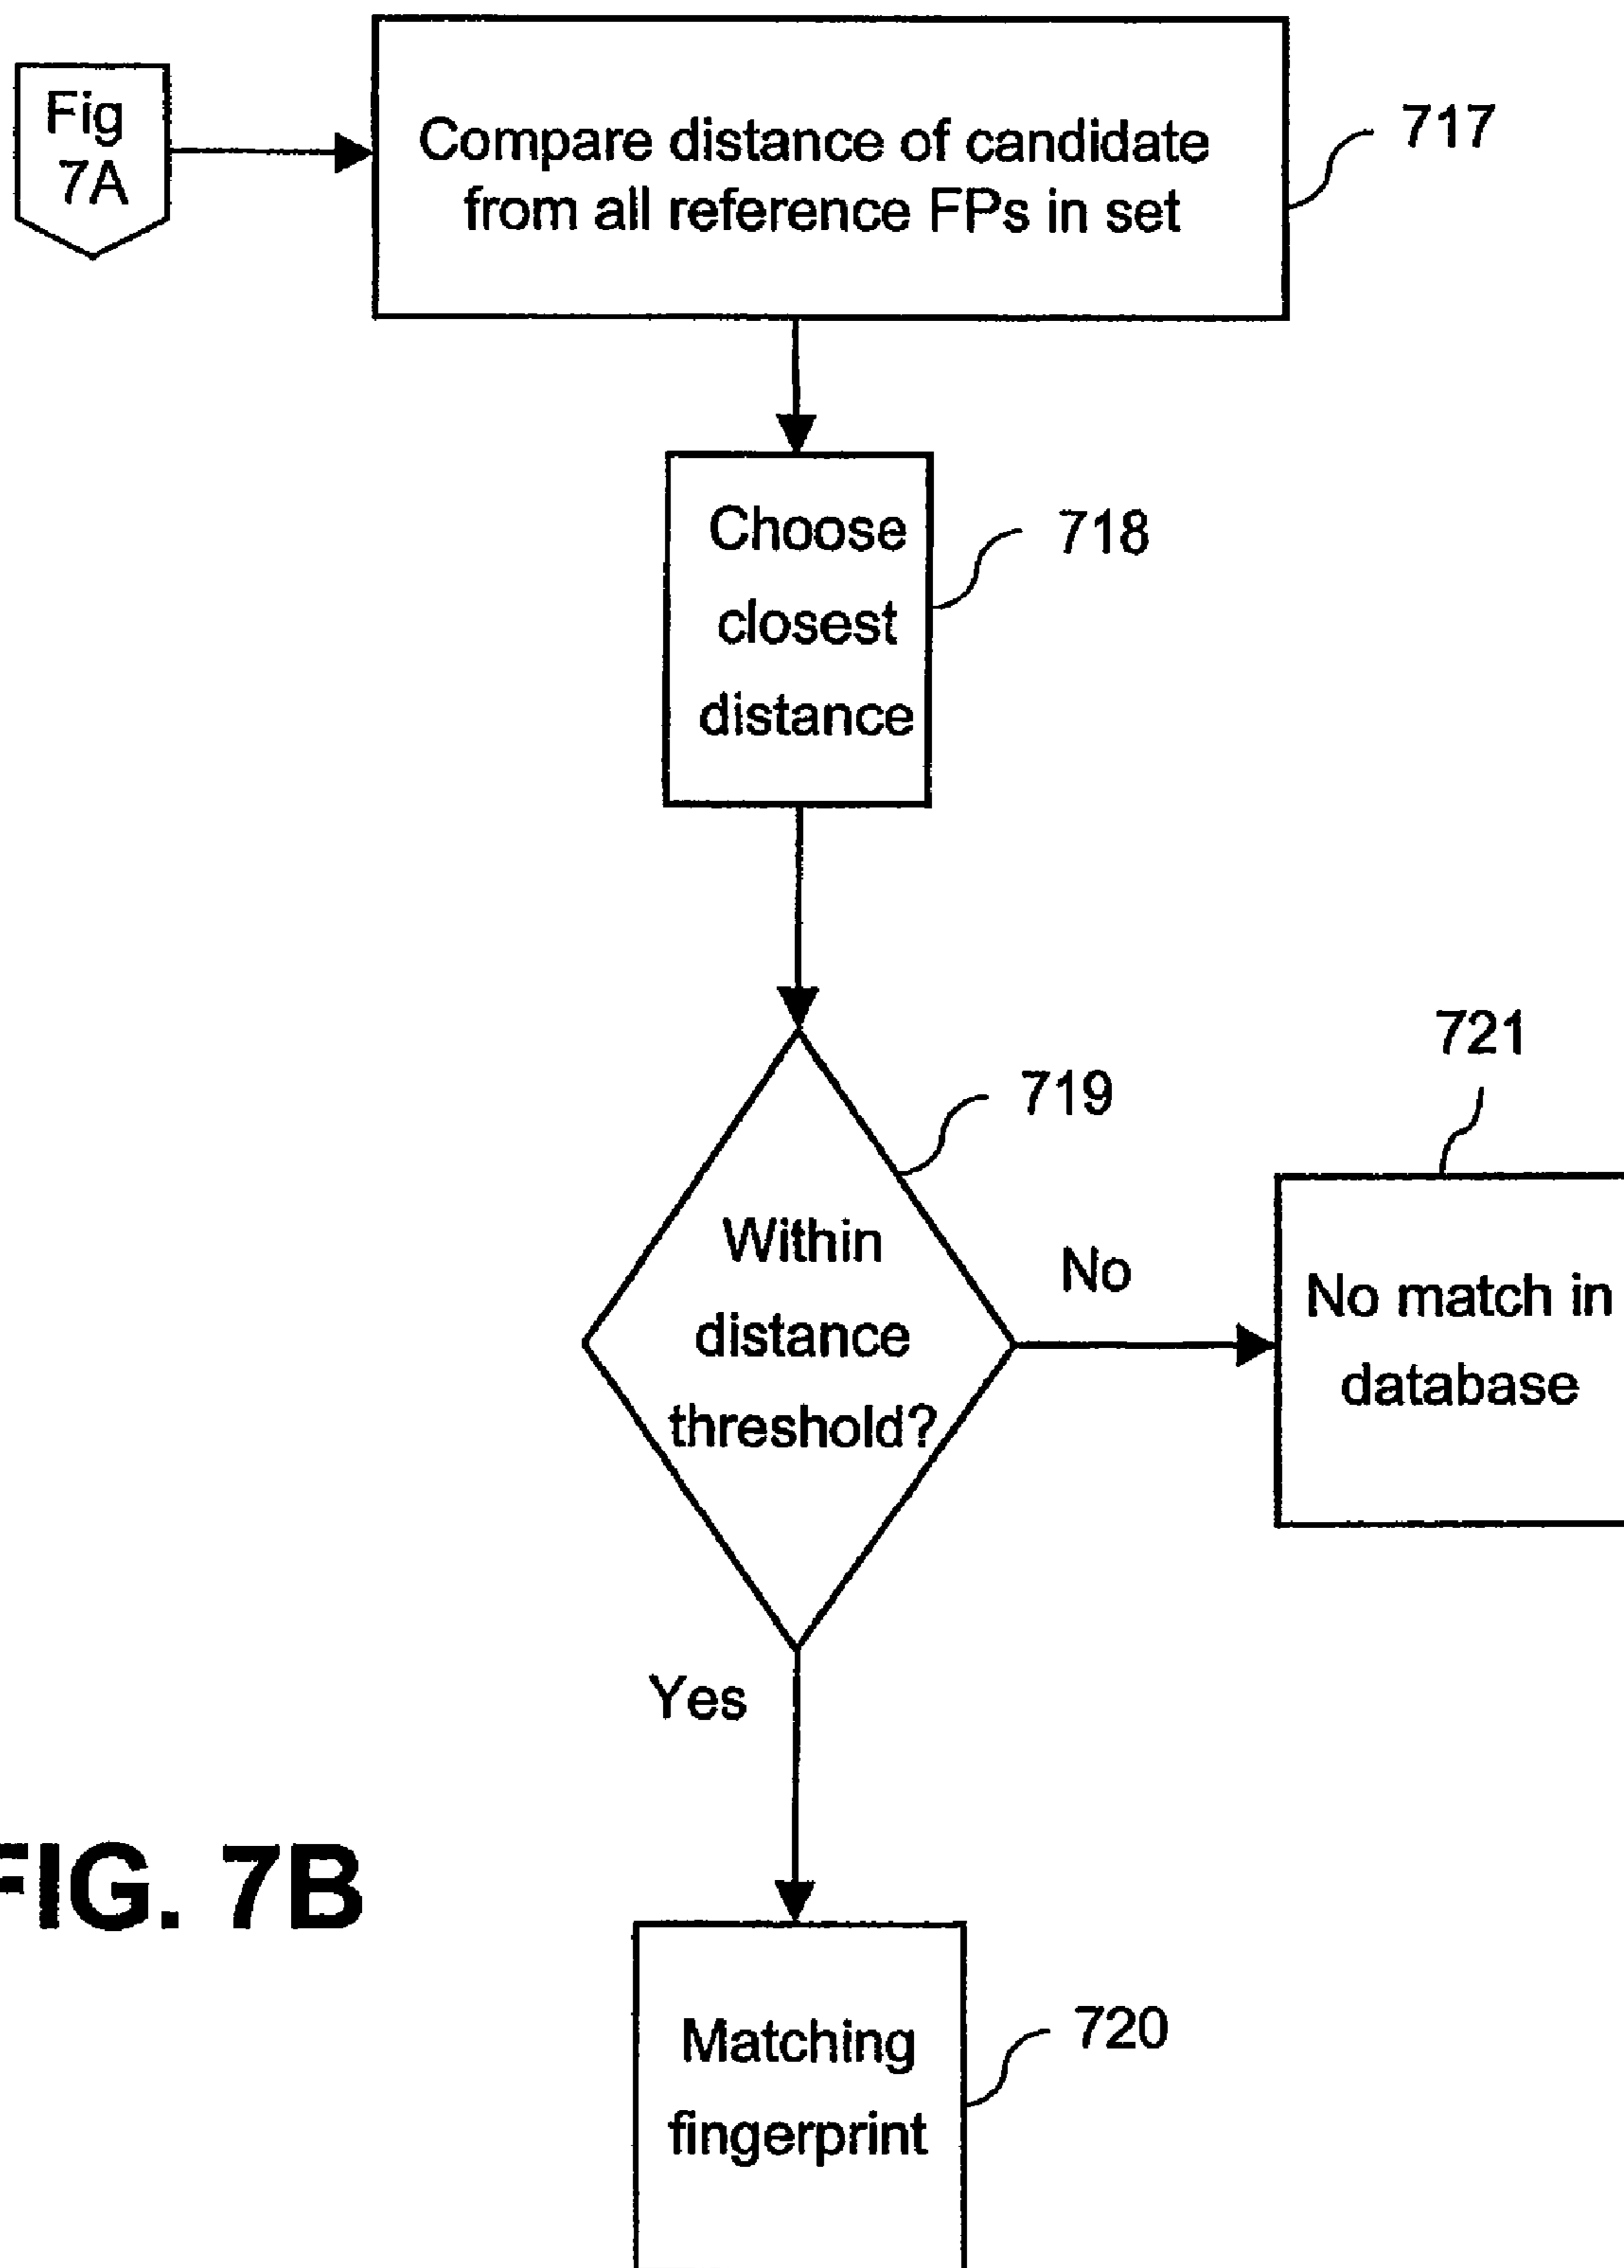 Fig
7A
Compare distance of candidate
from all reference FPs in set
717
Choose
closest
distance
718
Within
distance
threshold?
719
No
721
No match in
database
Yes
FIG. 7B
Matching
fingerprint
720